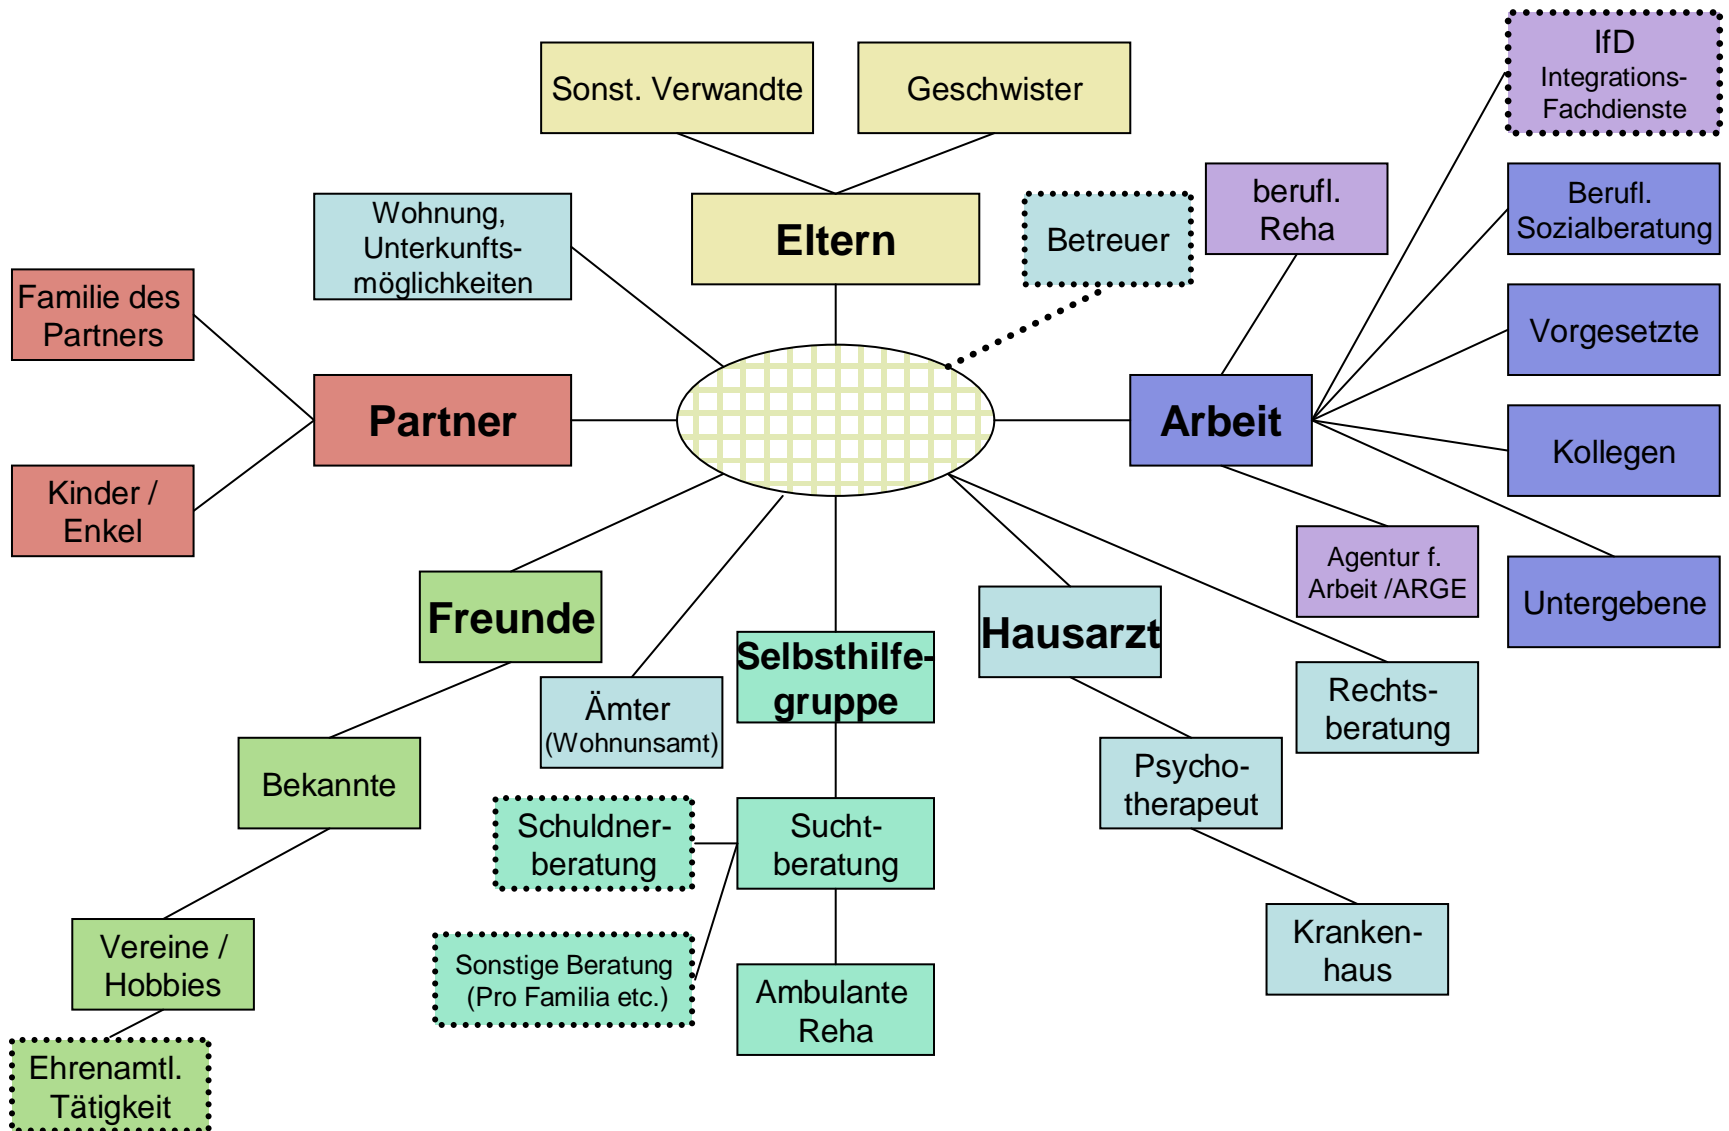 IfD
Integrations-
Fachdienste
Sonst. Verwandte
Geschwister
Wohnung,
Unterkunfts-
möglichkeiten
Eltern
Betreuer
berufl.
Reha
Berufl.
Sozialberatung
Familie des
Partners
Vorgesetzte
Partner
Arbeit
Kollegen
Kinder /
Enkel
Agentur f.
Arbeit /ARGE
Untergebene
Freunde
Hausarzt
Selbsthilfe-
gruppe
Ämter
(Wohnunsamt)
Rechts-
beratung
Bekannte
Psycho-
therapeut
Schuldner-
beratung
Sucht-
beratung
Vereine /
Hobbies
Sonstige Beratung
(Pro Familia etc.)
Ambulante
Reha
Kranken-
haus
Ehrenamtl.
Tätigkeit